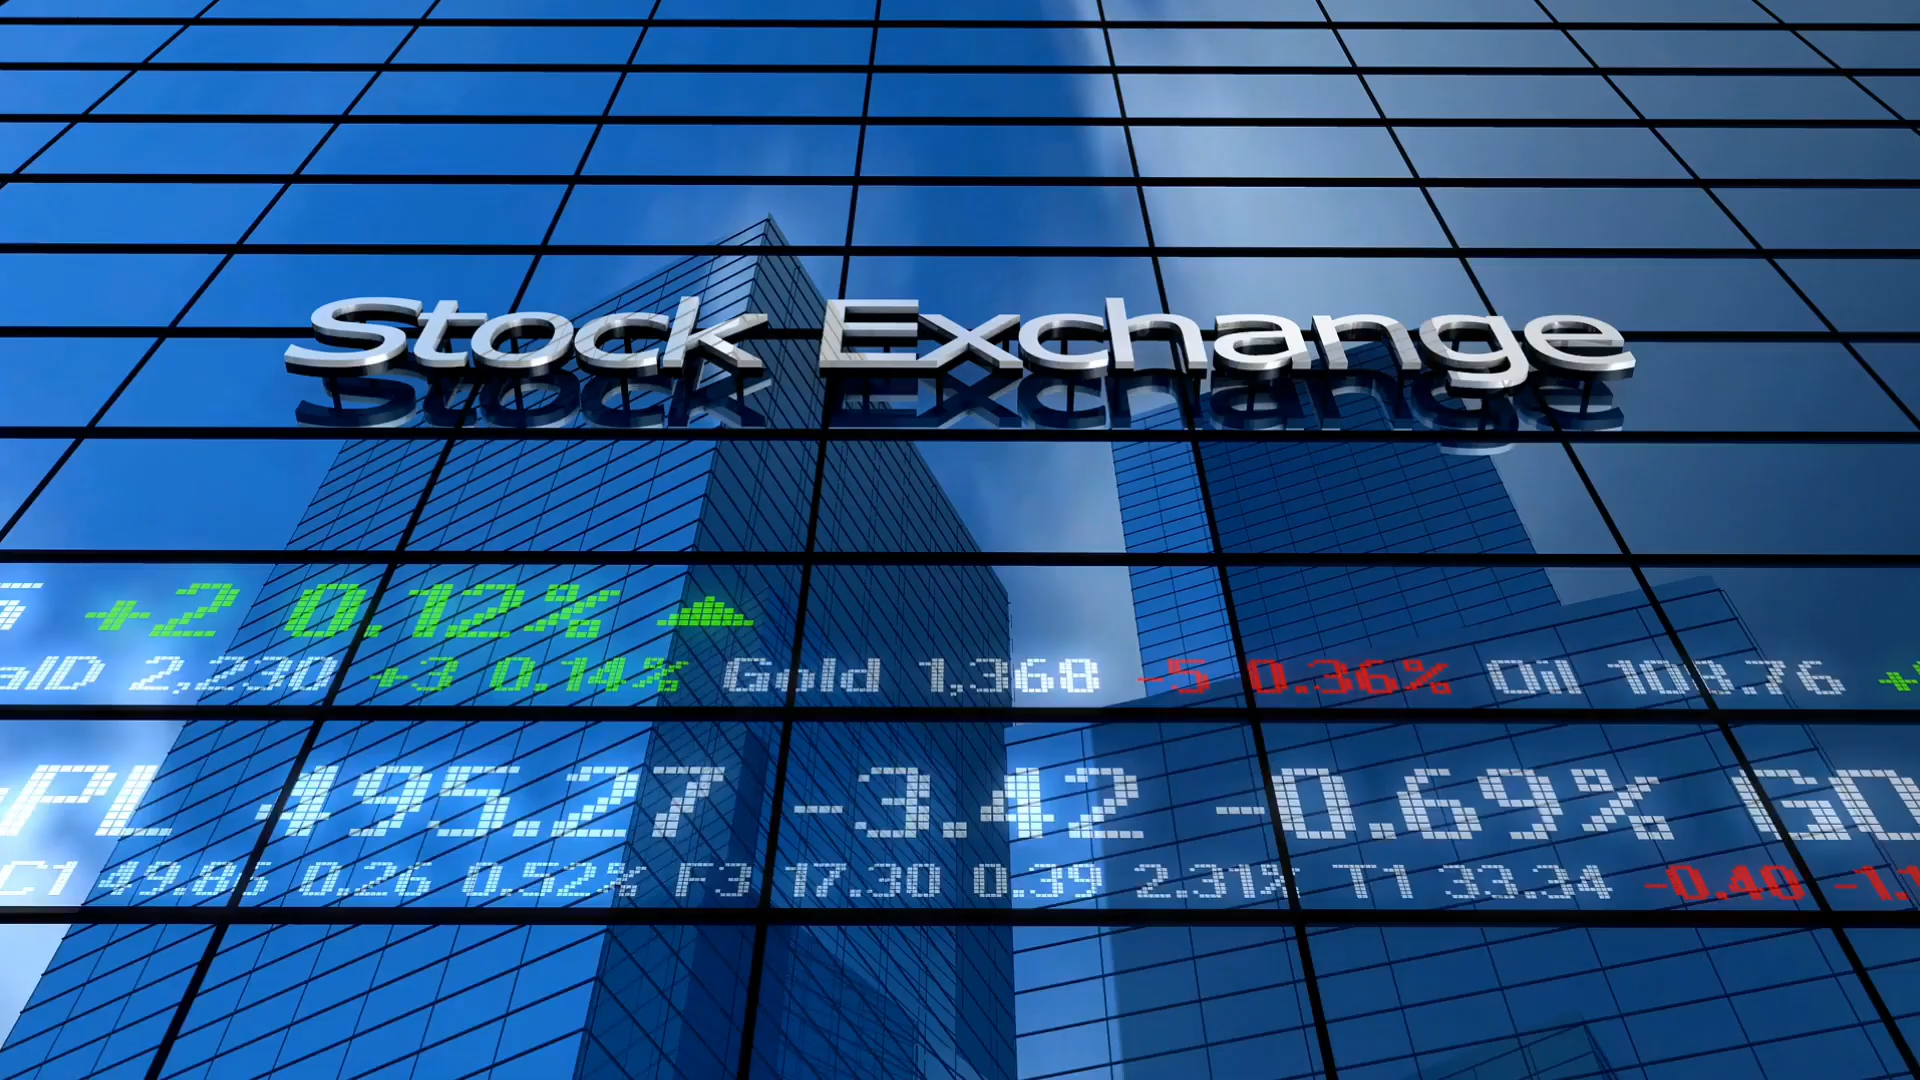 Stock Exchange
+2 0.12% ▲
2,230 +3 0.14% Gold 1,368 -5 0.36% Oil 108.76
495.27 -3.42 -0.69%
C1 49.85 0.26 0.52% F3 17.30 0.39 2.31% T1 33.34 -0.40